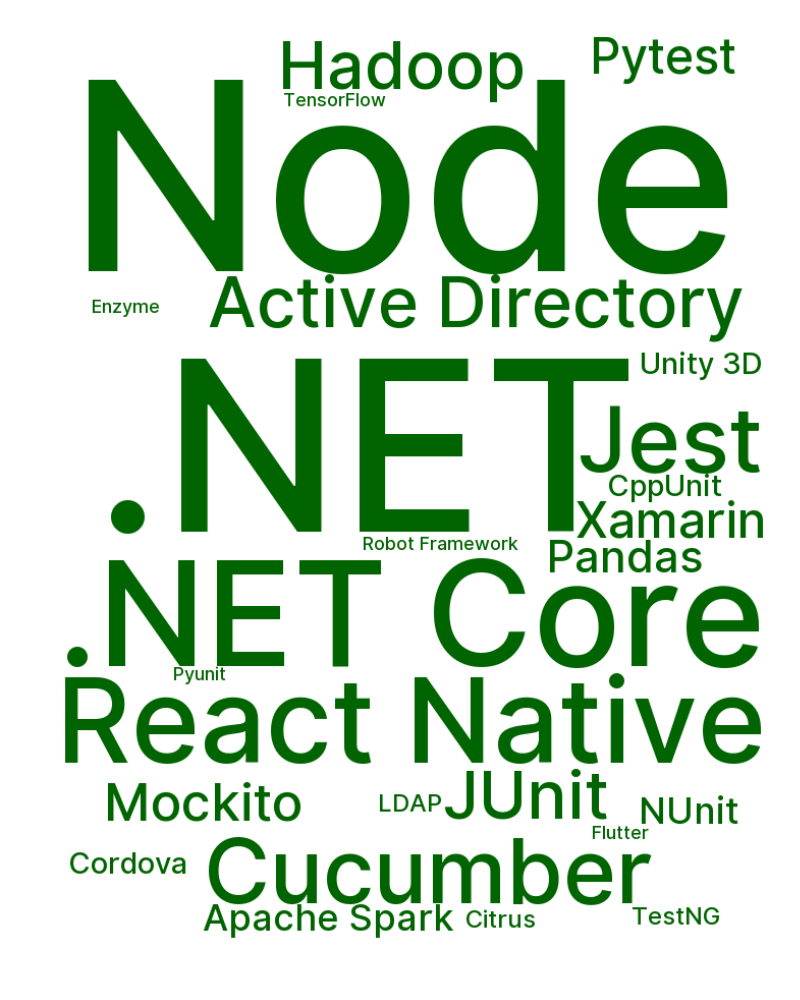 Hadoop
Pytest
TensorFlow
Node
Active Directory
Enzyme
.NET
Unity 3D
Jest
CppUnit
Xamarin
Robot Framework
Pandas
.NET Core
Pyunit
React Native
Mockito
LDAP
JUnit
NUnit
Flutter
Cordova
Cucumber
Apache Spark
Citrus
TestNG